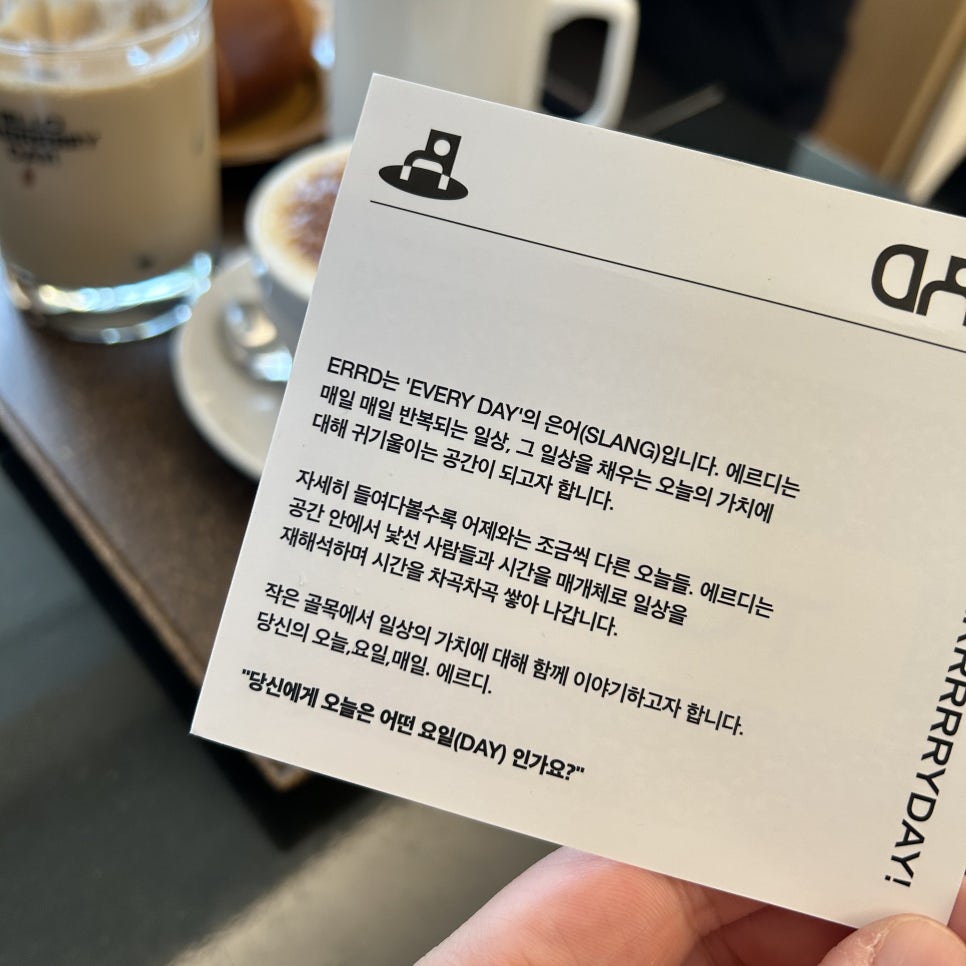 ERRD는 'EVERY DAY'의 은어(SLANG)입니다. 에르디는
매일 매일 반복되는 일상, 그 일상을 채우는 오늘의 가치에
대해 귀기울이는 공간이 되고자 합니다.
자세히 들여다볼수록 어제와는 조금씩 다른 오늘들. 에르디는
공간 안에서 낯선 사람들과 시간을 매개체로 일상을
재해석하며 시간을 차곡차곡 쌓아 나갑니다.
작은 골목에서 일상의 가치에 대해 함께 이야기하고자 합니다.
당신의 오늘,요일,매일. 에르디.
"당신에게 오늘은 어떤 요일(DAY) 인가요?"